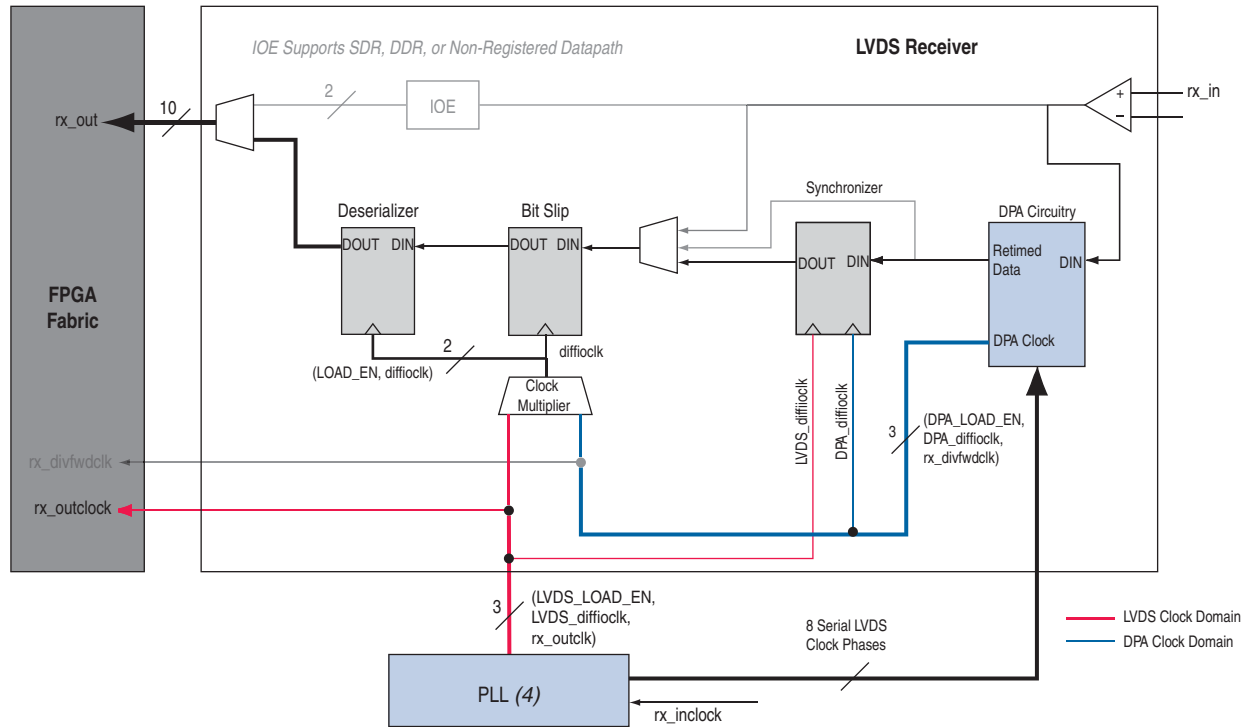 IOE Supports SDR, DDR, or Non-Registered Datapath
LVDS Receiver
2
IOE
+
rx_in
–
10
rx_out
Synchronizer
Deserializer
Bit Slip
DPA Circuitry
DOUT DIN
DOUT DIN
DOUT DIN
Retimed
Data
DIN
FPGA
Fabric
DPA Clock
2
diffioclk
(LOAD_EN, diffioclk)
Clock
Multiplier
LVDS_diffiioclk
DPA_diffioclk
3
(DPA_LOAD_EN,
DPA_diffioclk,
rx_divfwdclk)
rx_divfwdclk
rx_outclock
3
(LVDS_LOAD_EN,
LVDS_diffioclk,
rx_outclk)
8 Serial LVDS
Clock Phases
LVDS Clock Domain
DPA Clock Domain
PLL (4)
rx_inclock